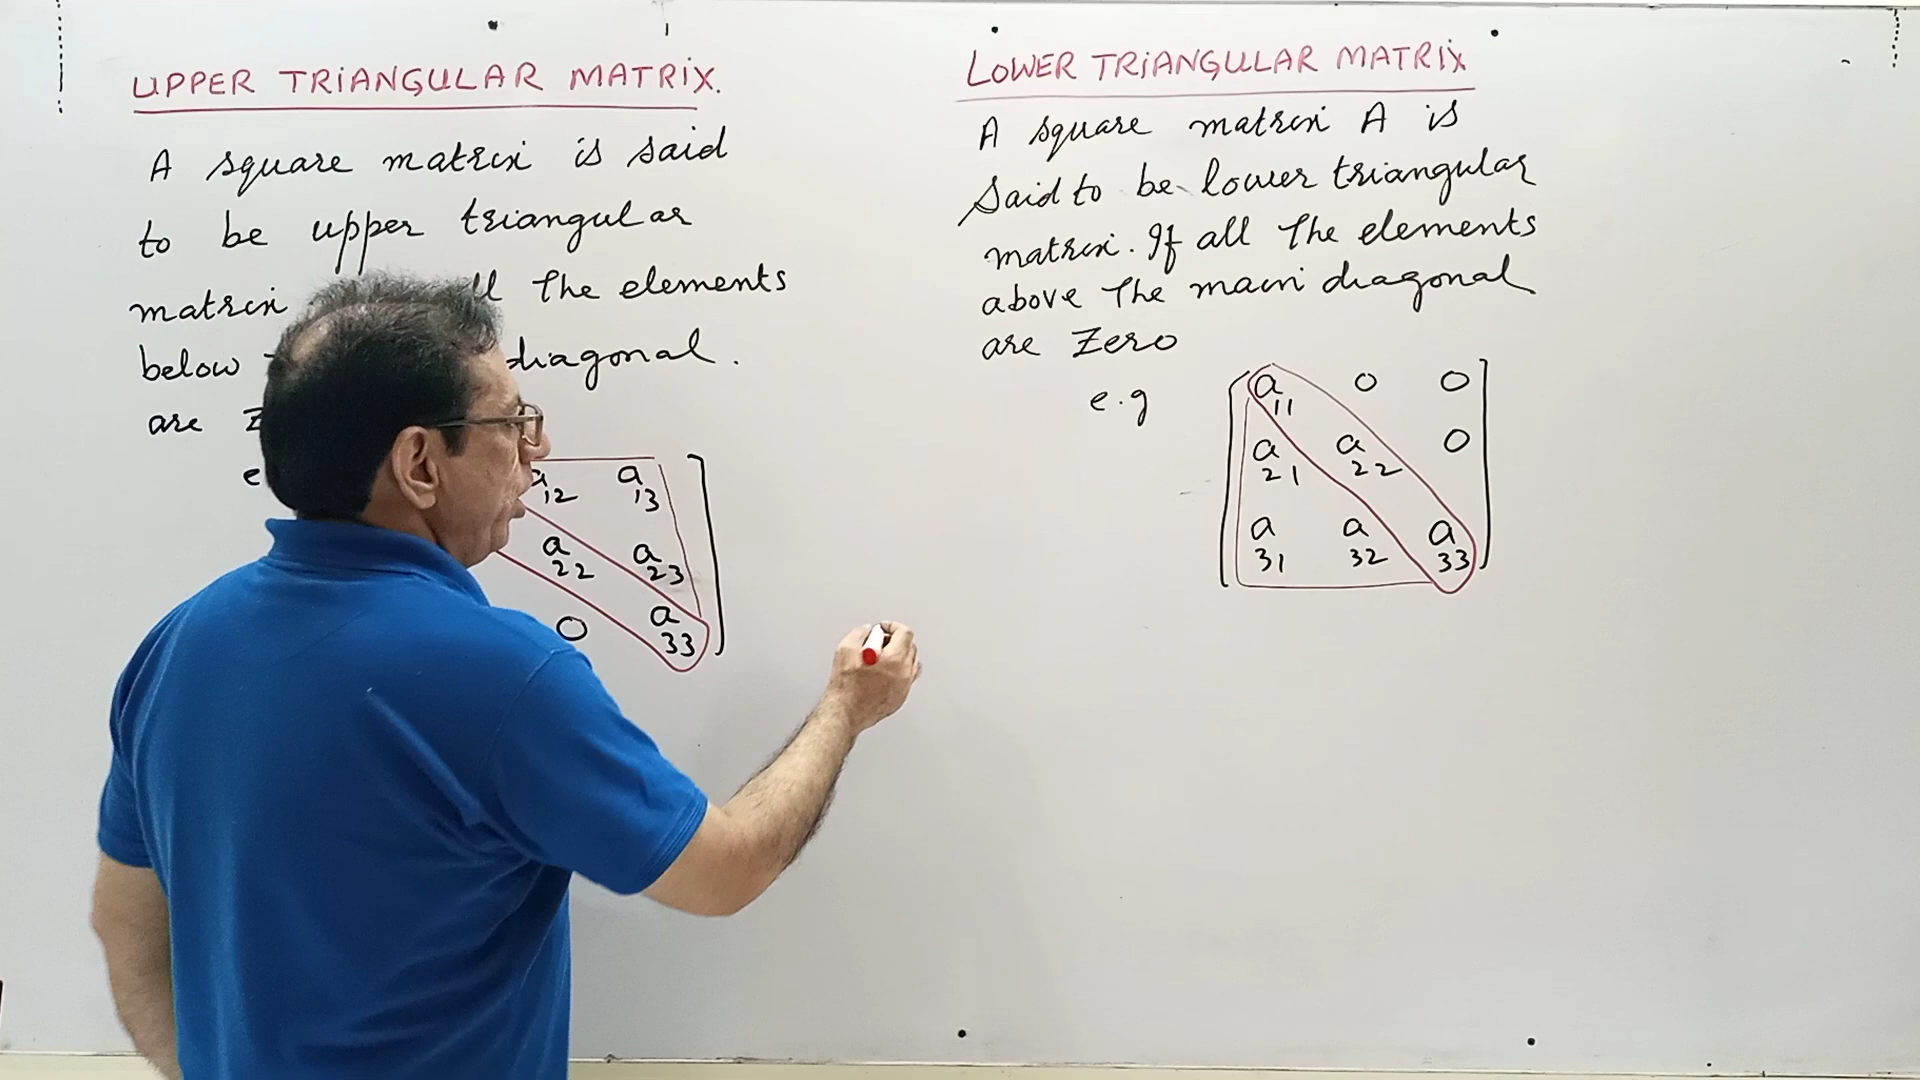 UPPER TRIANGULAR MATRIX.
A square matrix is said
to be upper triangular
matrix the elements
below diagonal.
are
a12 a13
a22 a23
0 a33
LOWER TRIANGULAR MATRIX
A square matrix A is
Said to be lower triangular
matrix. If all the elements
above the main diagonal
are Zero
e.g
a11 0 0
a21 a22 0
a31 a32 a33